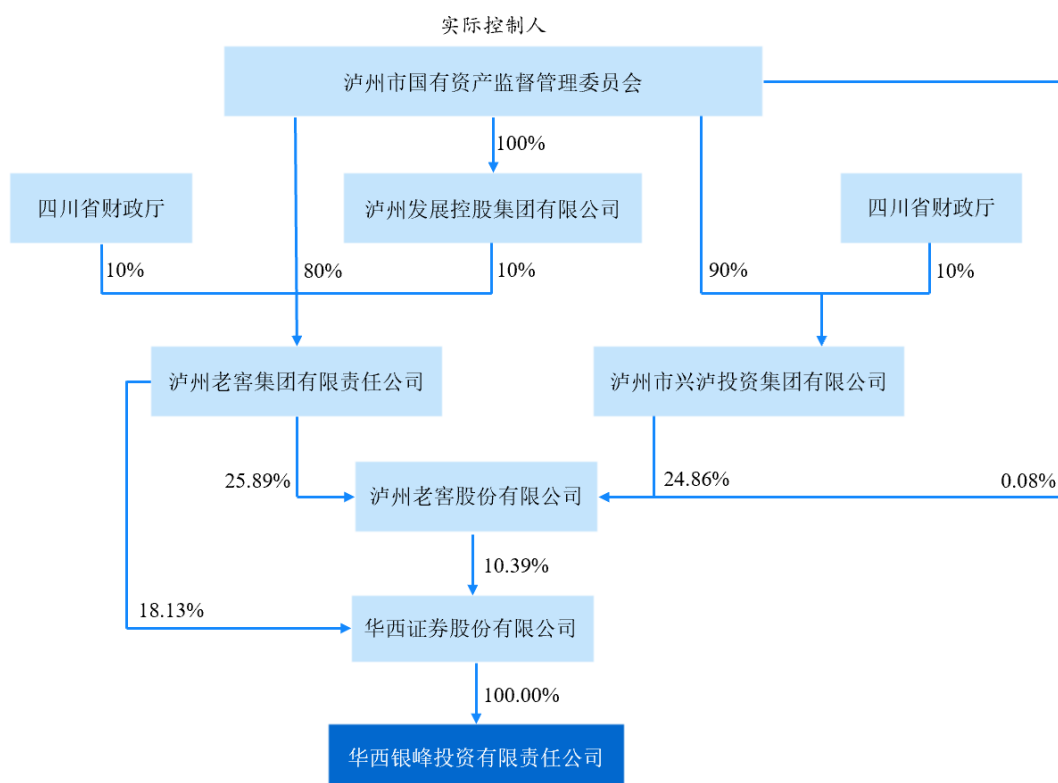 实际控制人
泸州市国有资产监督管理委员会
100%
四川省财政厅
泸州发展控股集团有限公司
四川省财政厅
10%
80%
10%
90%
10%
泸州老窖集团有限责任公司
泸州市兴泸投资集团有限公司
25.89%
泸州老窖股份有限公司
24.86%
0.08%
10.39%
18.13%
华西证券股份有限公司
100.00%
华西银峰投资有限责任公司